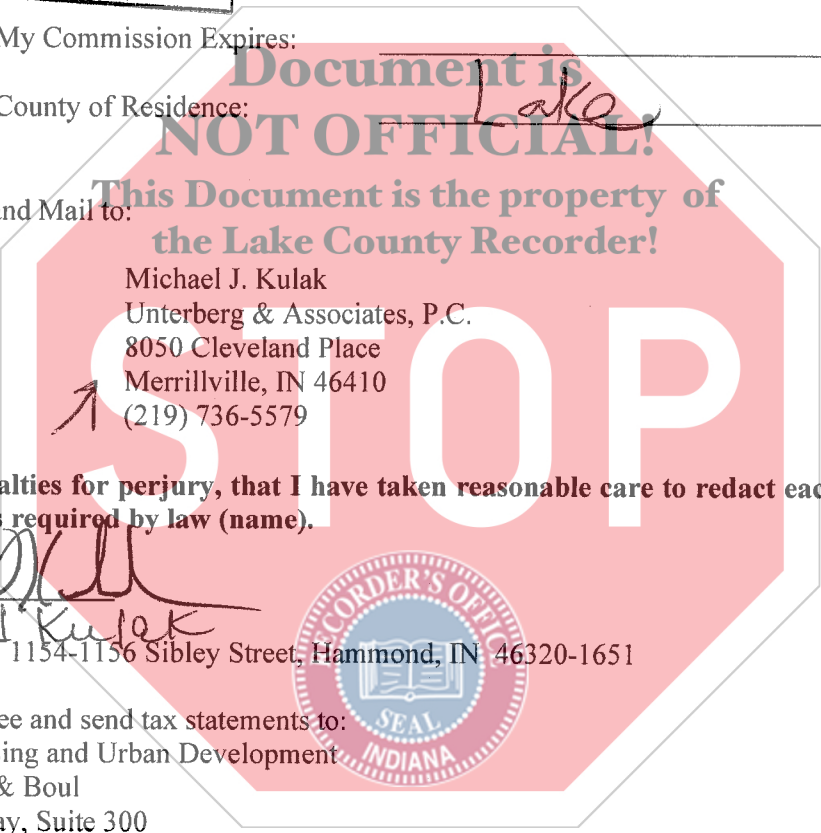 My Commission Expires:
Document is
County of Residence: Lake
NOT OFFICIAL!
This Document is the property of
and Mail to:
the Lake County Recorder!
Michael J. Kulak
Unterberg & Associates, P.C.
8050 Cleveland Place
Merrillville, IN 46410
(219) 736-5579
STOP
alties for perjury, that I have taken reasonable care to redact eac
s required by law (name).
Kulak
1154-1156 Sibley Street, Hammond, IN 46320-1651
RECORDER'S OFFICE
SEAL
INDIANA
ee and send tax statements to:
ing and Urban Development
& Boul
ay, Suite 300